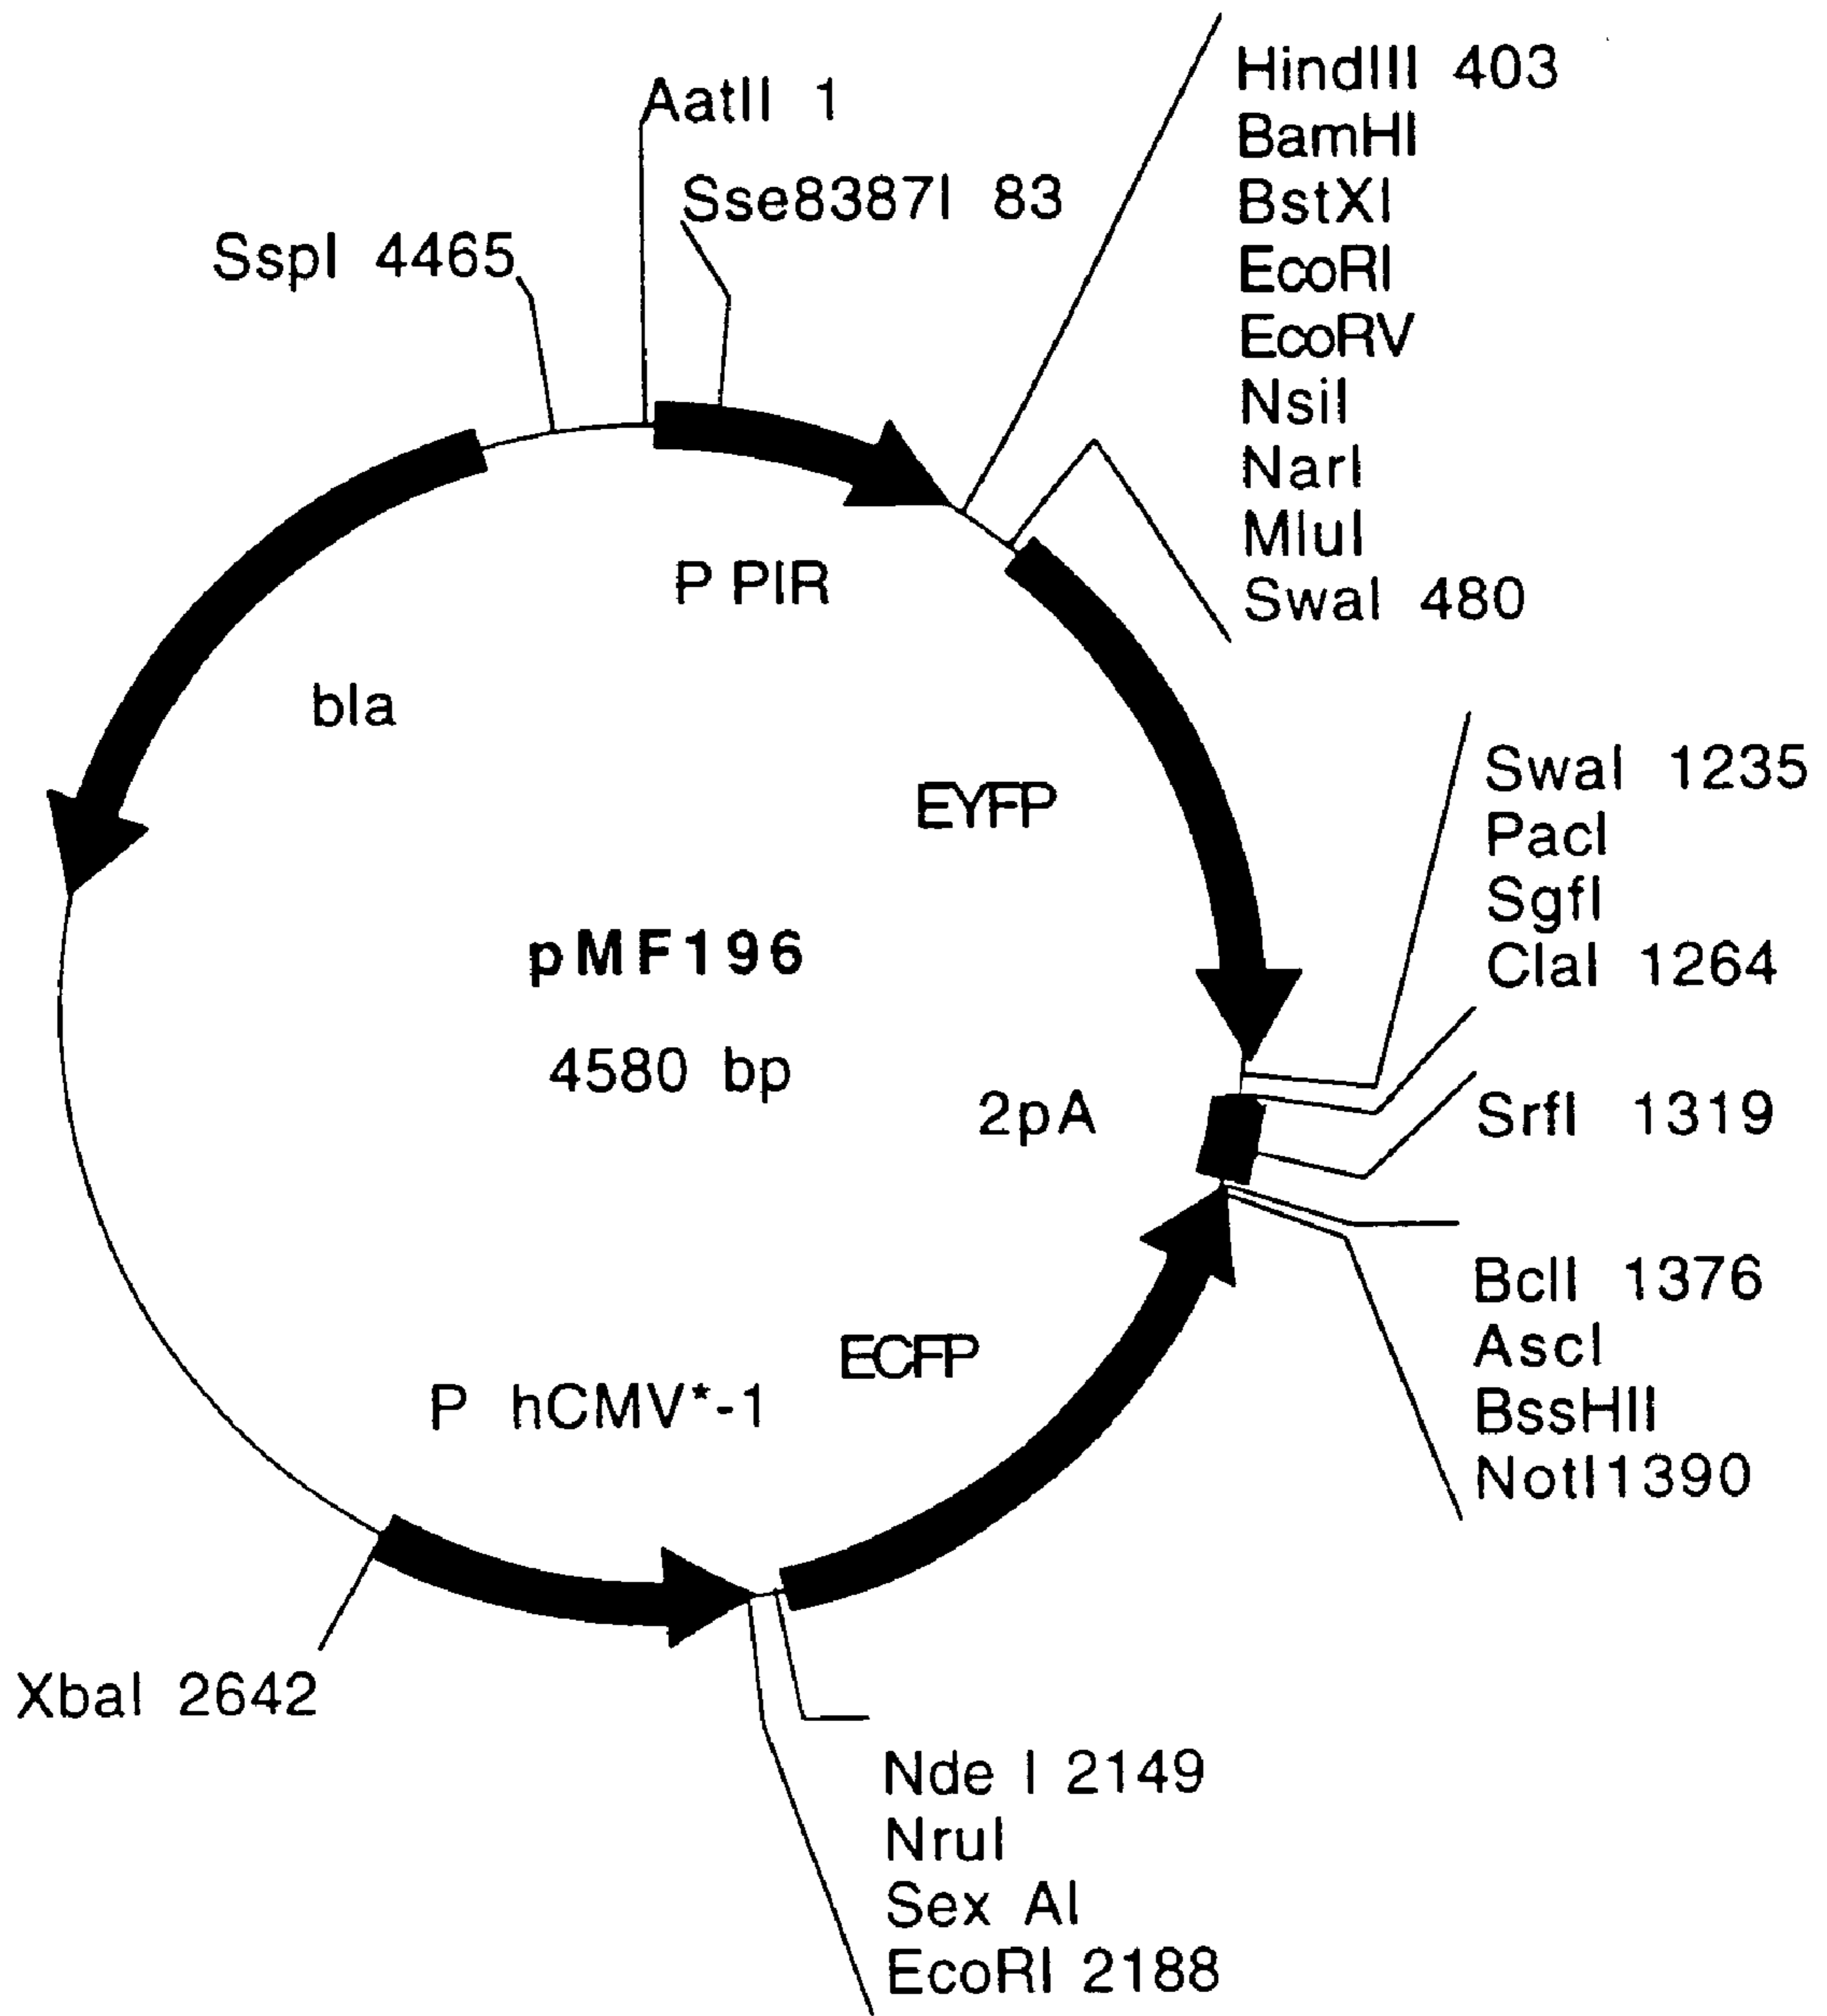 HindIII 403
BamHI
BstXI
EcoRI
EcoRV
NsiI
NarI
MluI
SwaI 480
AatII 1
Sse8387I 83
SspI 4465
P PIR
bla
EYFP
SwaI 1235
PacI
SgfI
ClaI 1264
pMF196
4580 bp
2pA
SrfI 1319
BclI 1376
AscI
BssHII
NotI1390
ECFP
P hCMV*-1
XbaI 2642
Nde I 2149
NruI
Sex AI
EcoRI 2188